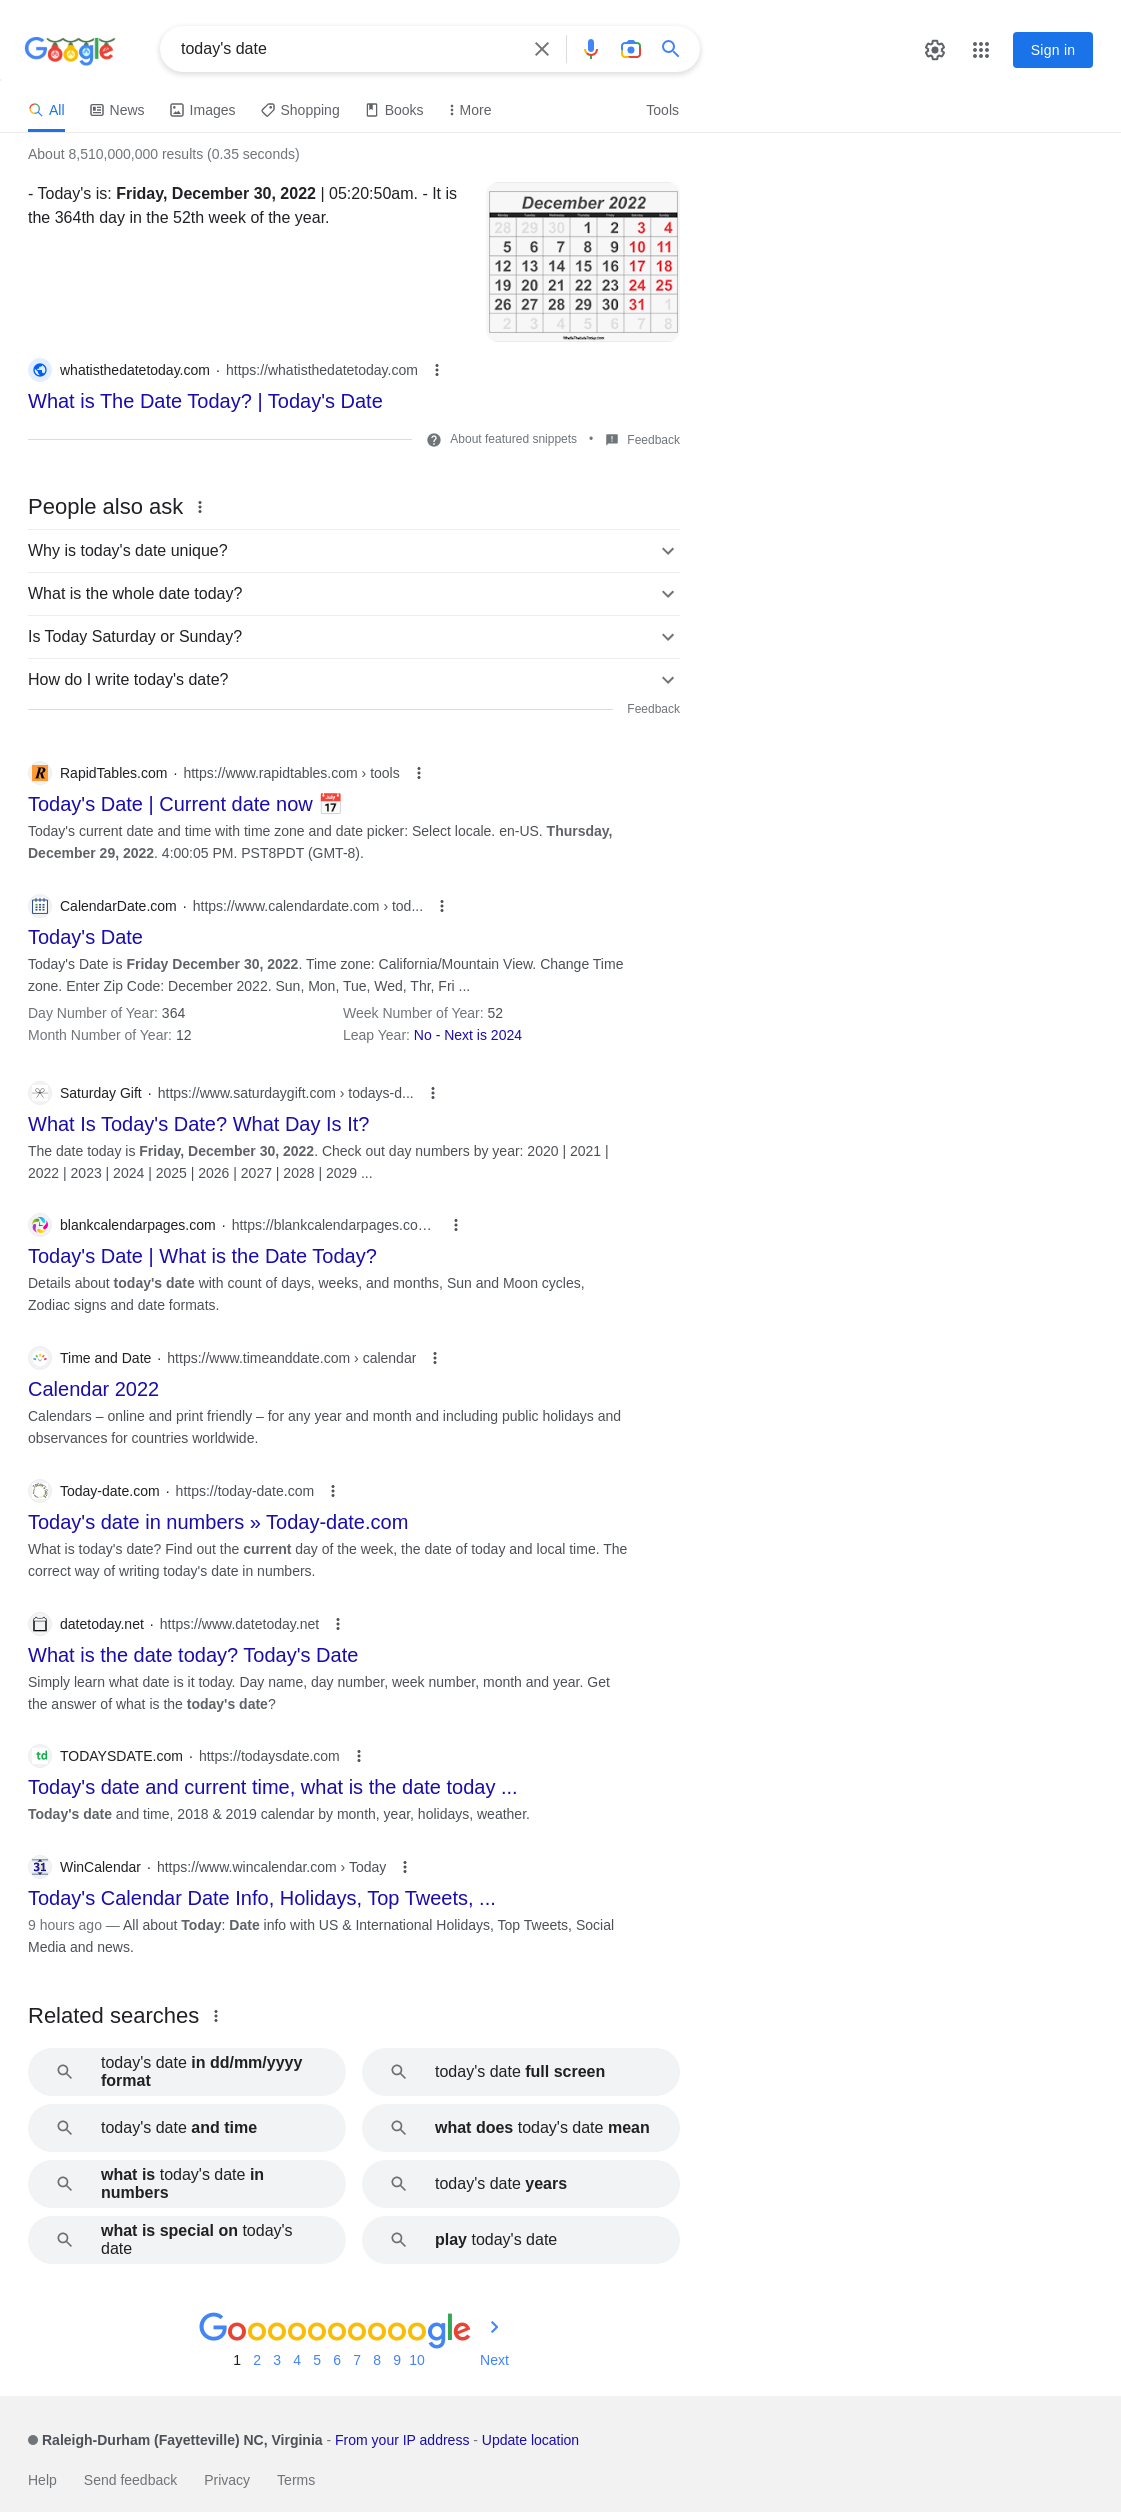 Google
today's date
Sign in
All News Images Shopping Books More Tools
About 8,510,000,000 results (0.35 seconds)
- Today's is: Friday, December 30, 2022 | 05:20:50am. - It is
the 364th day in the 52th week of the year.
December 2022
Monday Tuesday Wednesday Thursday Friday Saturday Sunday
28 29 30 1 2 3 4
5 6 7 8 9 10 11
12 13 14 15 16 17 18
19 20 21 22 23 24 25
26 27 28 29 30 31 1
2 3 4 5 6 7 8
WhatIsTheDateToday.Com
whatisthedatetoday.com · https://whatisthedatetoday.com
What is The Date Today? | Today's Date
About featured snippets • Feedback
People also ask
Why is today's date unique?
What is the whole date today?
Is Today Saturday or Sunday?
How do I write today's date?
Feedback
RapidTables.com · https://www.rapidtables.com › tools
Today's Date | Current date now 📅
Today's current date and time with time zone and date picker: Select locale. en-US. Thursday,
December 29, 2022. 4:00:05 PM. PST8PDT (GMT-8).
CalendarDate.com · https://www.calendardate.com › tod...
Today's Date
Today's Date is Friday December 30, 2022. Time zone: California/Mountain View. Change Time
zone. Enter Zip Code: December 2022. Sun, Mon, Tue, Wed, Thr, Fri ...
Day Number of Year: 364 Week Number of Year: 52
Month Number of Year: 12 Leap Year: No - Next is 2024
Saturday Gift · https://www.saturdaygift.com › todays-d...
What Is Today's Date? What Day Is It?
The date today is Friday, December 30, 2022. Check out day numbers by year: 2020 | 2021 |
2022 | 2023 | 2024 | 2025 | 2026 | 2027 | 2028 | 2029 ...
blankcalendarpages.com · https://blankcalendarpages.co…
Today's Date | What is the Date Today?
Details about today's date with count of days, weeks, and months, Sun and Moon cycles,
Zodiac signs and date formats.
Time and Date · https://www.timeanddate.com › calendar
Calendar 2022
Calendars – online and print friendly – for any year and month and including public holidays and
observances for countries worldwide.
Today-date.com · https://today-date.com
Today's date in numbers » Today-date.com
What is today's date? Find out the current day of the week, the date of today and local time. The
correct way of writing today's date in numbers.
datetoday.net · https://www.datetoday.net
What is the date today? Today's Date
Simply learn what date is it today. Day name, day number, week number, month and year. Get
the answer of what is the today's date?
td TODAYSDATE.com · https://todaysdate.com
Today's date and current time, what is the date today ...
Today's date and time, 2018 & 2019 calendar by month, year, holidays, weather.
31 WinCalendar · https://www.wincalendar.com › Today
Today's Calendar Date Info, Holidays, Top Tweets, ...
9 hours ago — All about Today: Date info with US & International Holidays, Top Tweets, Social
Media and news.
Related searches
today's date in dd/mm/yyyy
format
today's date full screen
today's date and time
what does today's date mean
what is today's date in
numbers
today's date years
what is special on today's
date
play today's date
Goooooooooogle
1 2 3 4 5 6 7 8 9 10 Next
Raleigh-Durham (Fayetteville) NC, Virginia - From your IP address - Update location
Help Send feedback Privacy Terms